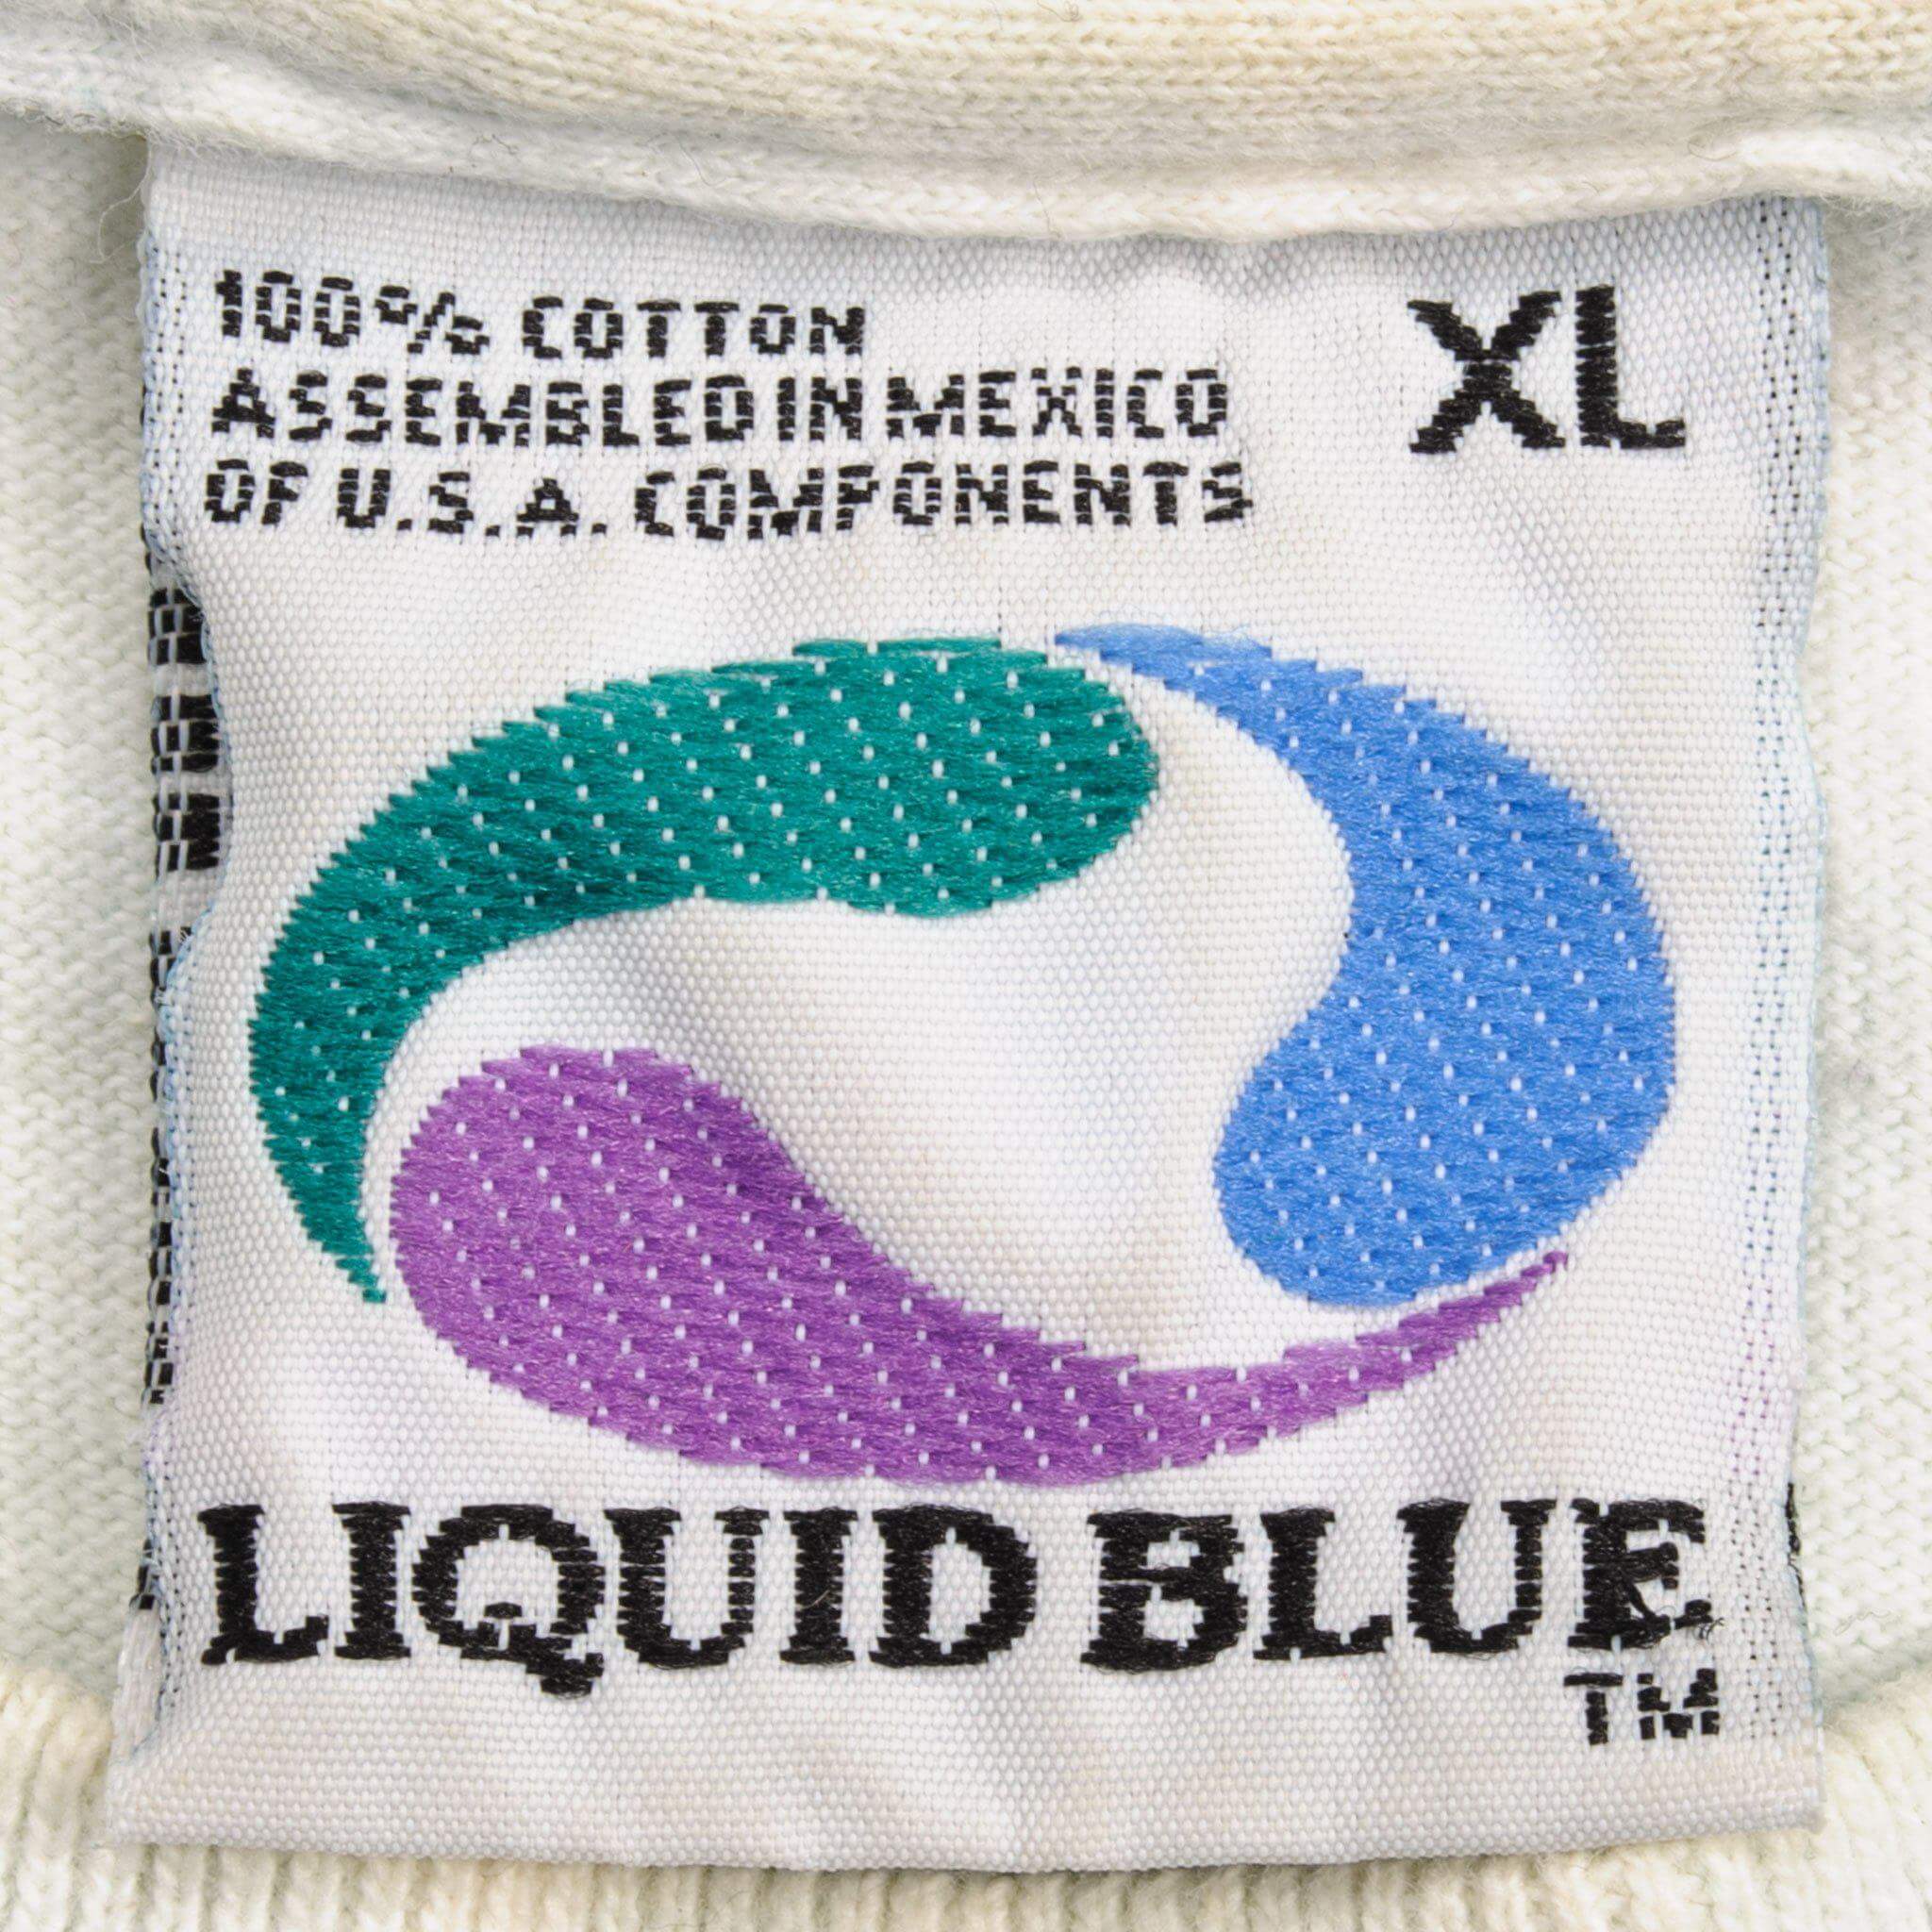 100% COTTON
ASSEMBLED IN MEXICO
OF U.S.A. COMPONENTS
XL
LIQUID BLUE
TM